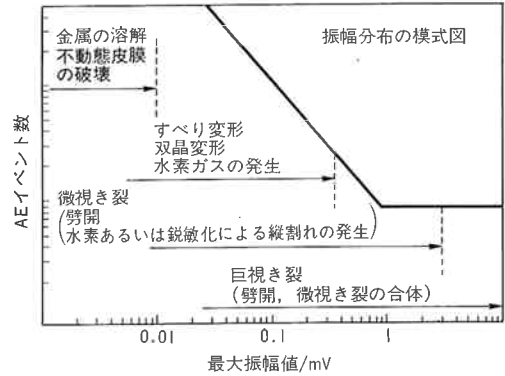 金属の溶解
不動態皮膜
の破壊
振幅分布の模式図
すべり変形
双晶変形
水素ガスの発生
微視き裂
(劈開
水素あるいは鋭敏化による縦割れの発生)
巨視き裂
(劈開，微視き裂の合体)
AEイベント数
0.01
0.1
1
最大振幅値/mV